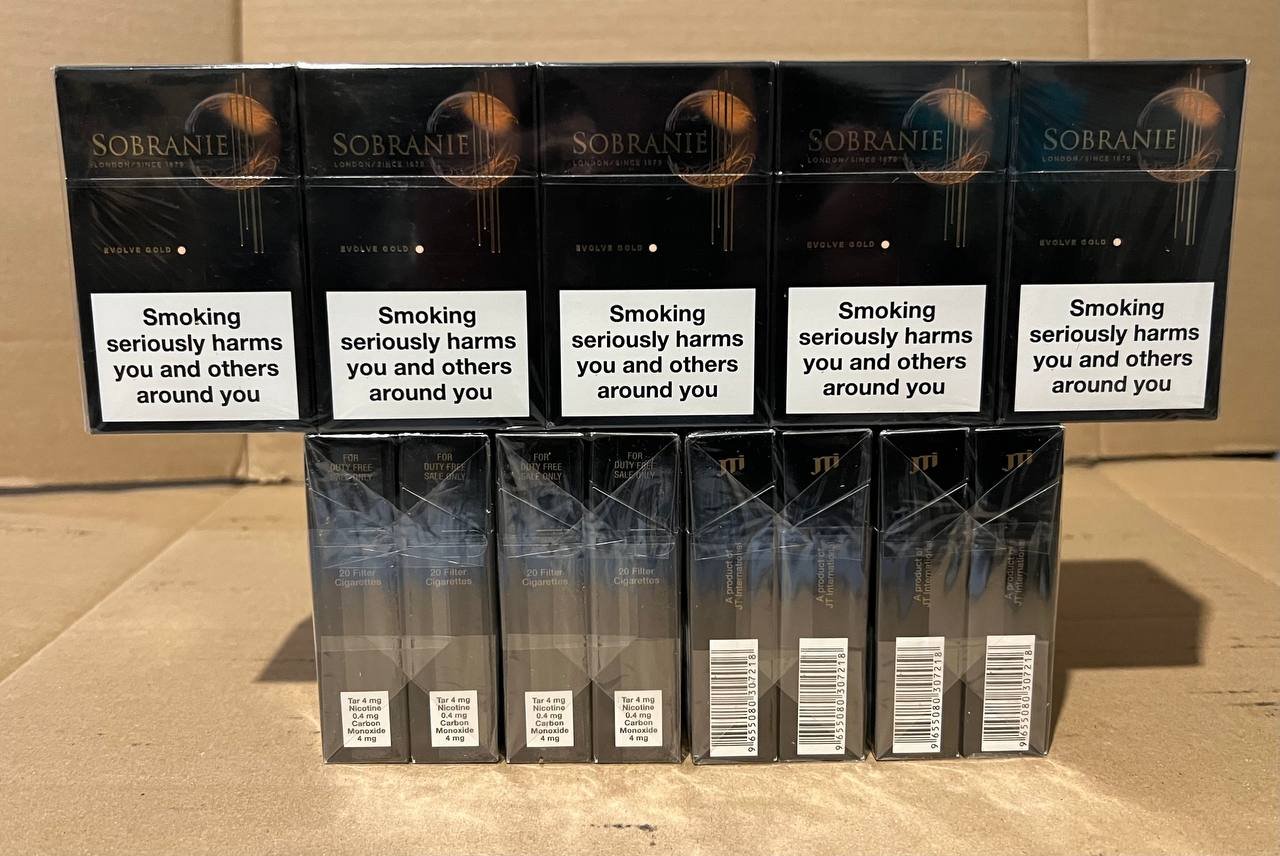 SOBRANIE
LONDON/SINCE 1879
EVOLVE GOLD
Smoking
seriously harms
you and others
around you
SOBRANIE
LONDON/SINCE 1879
EVOLVE GOLD
Smoking
seriously harms
you and others
around you
SOBRANIE
LONDON/SINCE 1879
EVOLVE GOLD
Smoking
seriously harms
you and others
around you
SOBRANIE
LONDON/SINCE 1879
EVOLVE GOLD
Smoking
seriously harms
you and others
around you
SOBRANIE
LONDON/SINCE 1879
EVOLVE GOLD
Smoking
seriously harms
you and others
around you
FOR
DUTY FREE
SALE ONLY
20 Filter
Cigarettes
Tar 4 mg
Nicotine
0.4 mg
Carbon
Monoxide
4 mg
FOR
DUTY FREE
SALE ONLY
20 Filter
Cigarettes
Tar 4 mg
Nicotine
0.4 mg
Carbon
Monoxide
4 mg
FOR
DUTY FREE
SALE ONLY
20 Filter
Cigarettes
Tar 4 mg
Nicotine
0.4 mg
Carbon
Monoxide
4 mg
FOR
DUTY FREE
SALE ONLY
20 Filter
Cigarettes
Tar 4 mg
Nicotine
0.4 mg
Carbon
Monoxide
4 mg
JTI
A product of
JT International
9 655080 307218
JTI
A product of
JT International
9 655080 307218
JTI
A product of
JT International
9 655080 307218
JTI
A product of
JT International
9 655080 307218